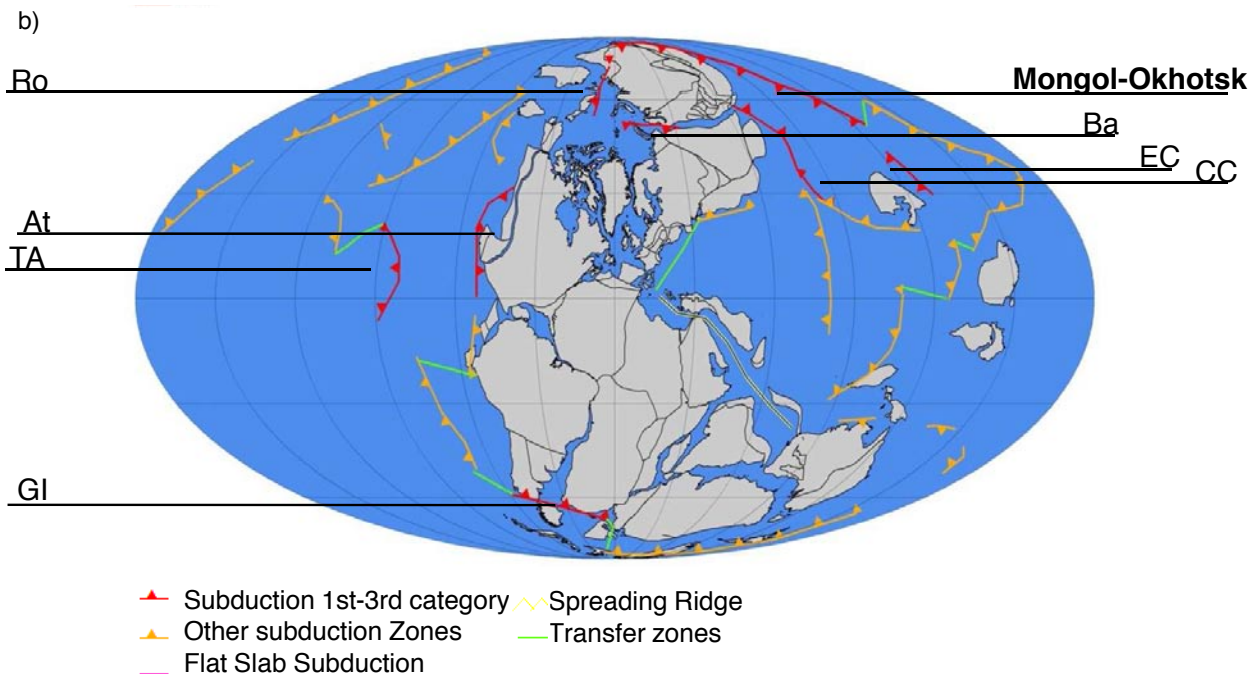 b)
Ro
Mongol-Okhotsk
Ba
EC
CC
At
TA
GI
Subduction 1st-3rd category
Spreading Ridge
Other subduction Zones
Transfer zones
Flat Slab Subduction